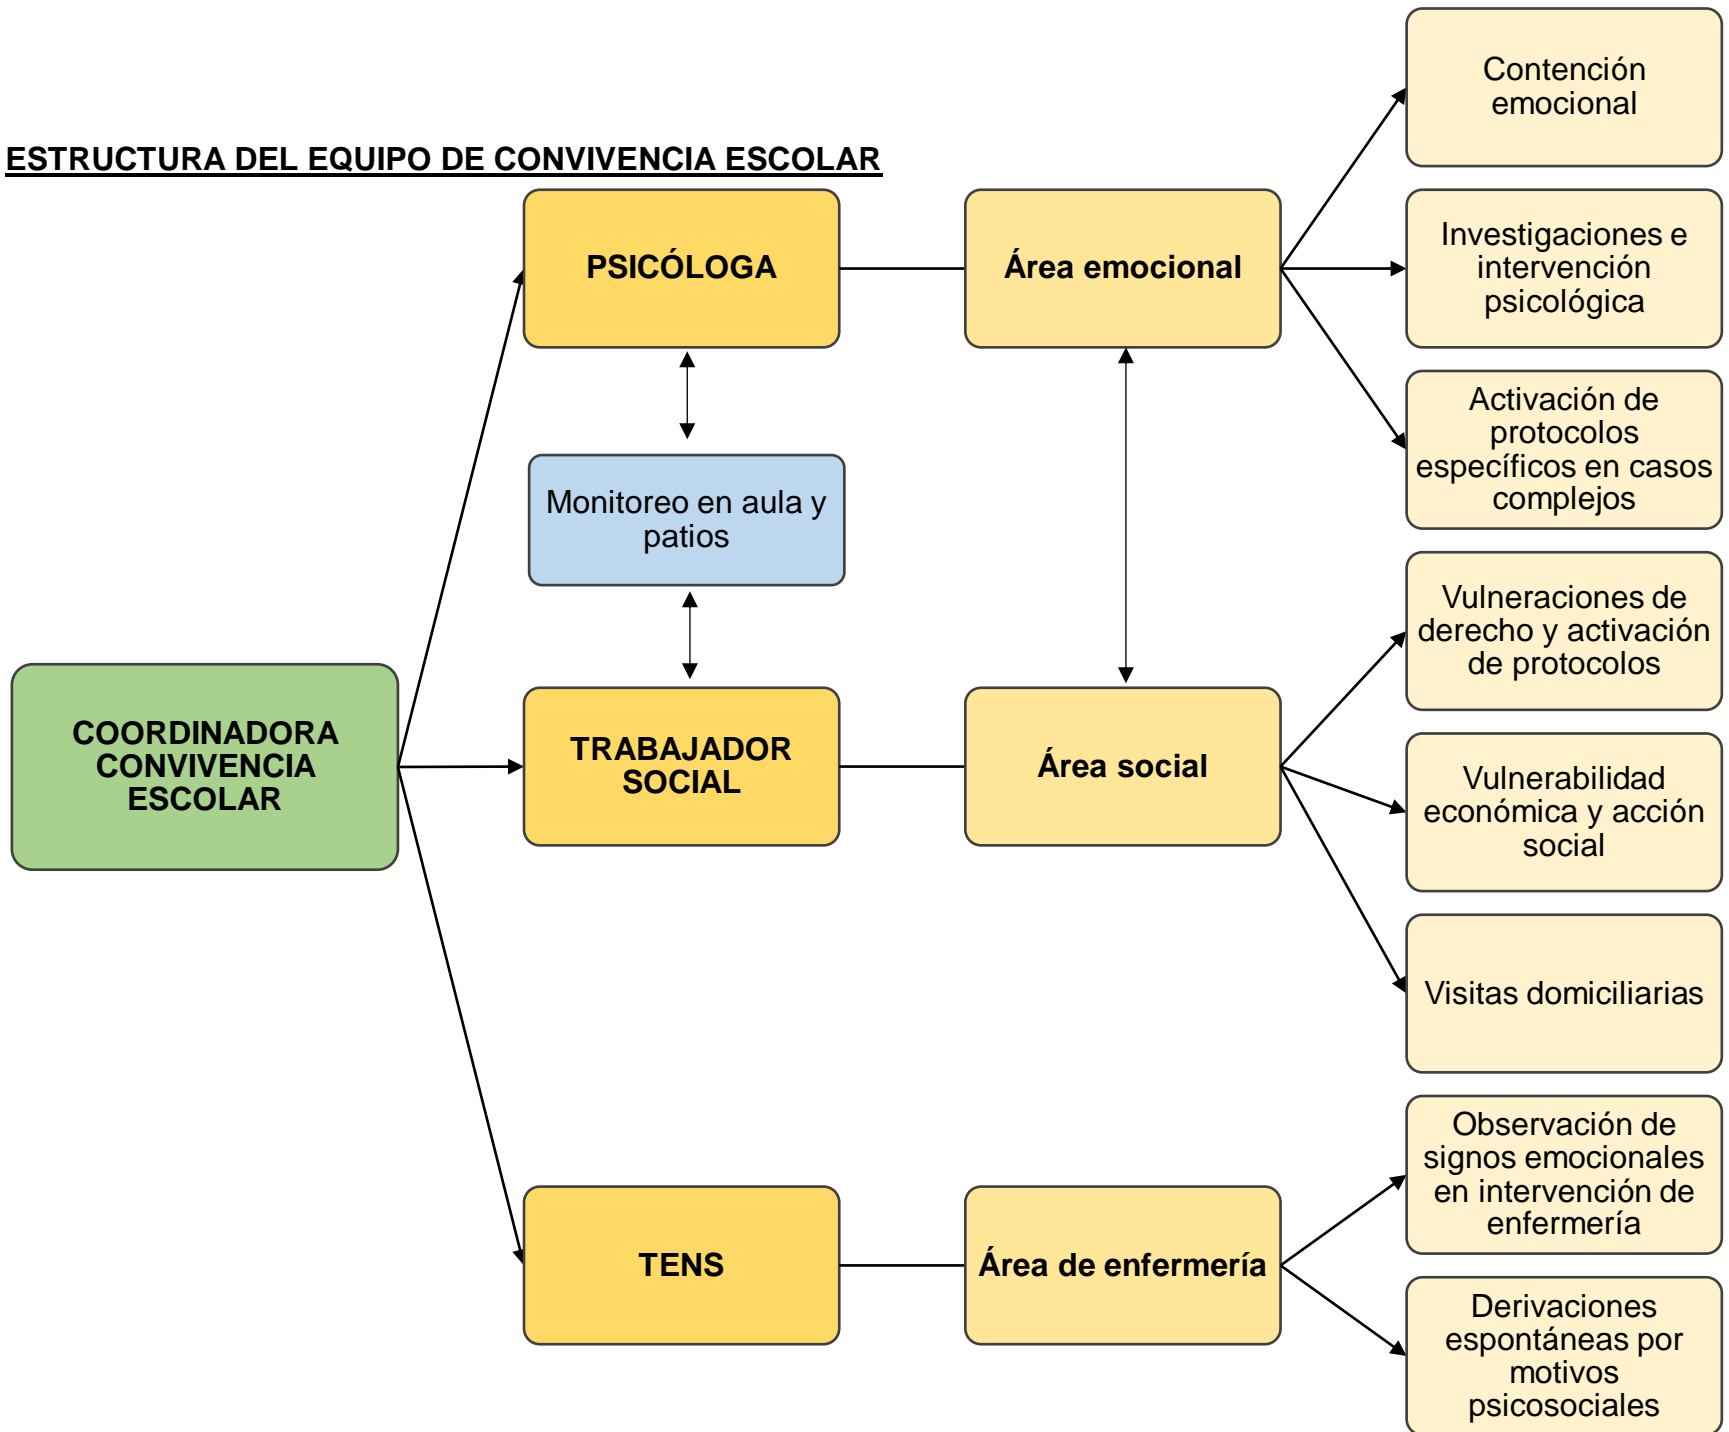 ESTRUCTURA DEL EQUIPO DE CONVIVENCIA ESCOLAR
COORDINADORA
CONVIVENCIA
ESCOLAR
PSICÓLOGA
Área emocional
Contención
emocional
Investigaciones e
intervención
psicológica
Activación de
protocolos
específicos en casos
complejos
Monitoreo en aula y
patios
TRABAJADOR
SOCIAL
Área social
Vulneraciones de
derecho y activación
de protocolos
Vulnerabilidad
económica y acción
social
Visitas domiciliarias
TENS
Área de enfermería
Observación de
signos emocionales
en intervención de
enfermería
Derivaciones
espontáneas por
motivos
psicosociales